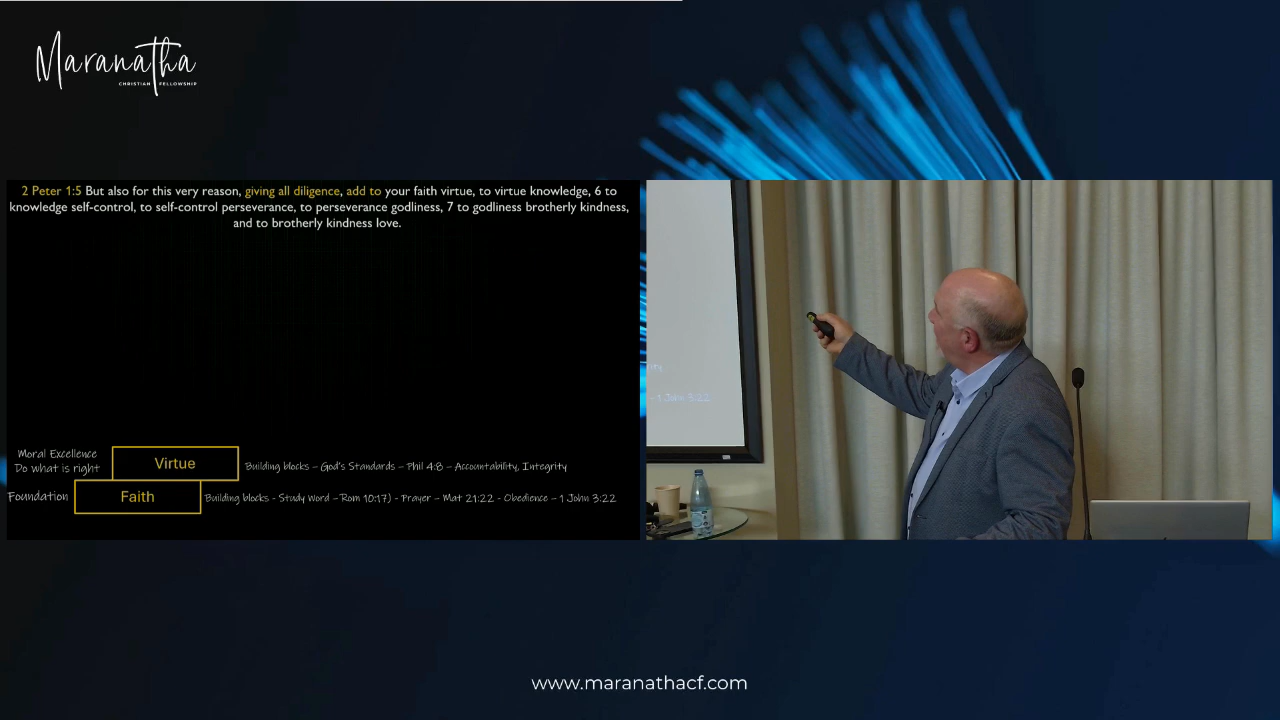 Maranatha
CHRISTIAN FELLOWSHIP
2 Peter 1:5 But also for this very reason, giving all diligence, add to your faith virtue, to virtue knowledge, 6 to
knowledge self-control, to self-control perseverance, to perseverance godliness, 7 to godliness brotherly kindness,
and to brotherly kindness love.
Moral Excellence
Do what is right
Virtue
Building blocks – God's Standards – Phil 4:8 – Accountability, Integrity
Foundation
Faith
Building blocks - Study Word – Rom 10:17) - Prayer – Mat 21:22 - Obedience – 1 John 3:22
- 1 John 3:22
www.maranathacf.com